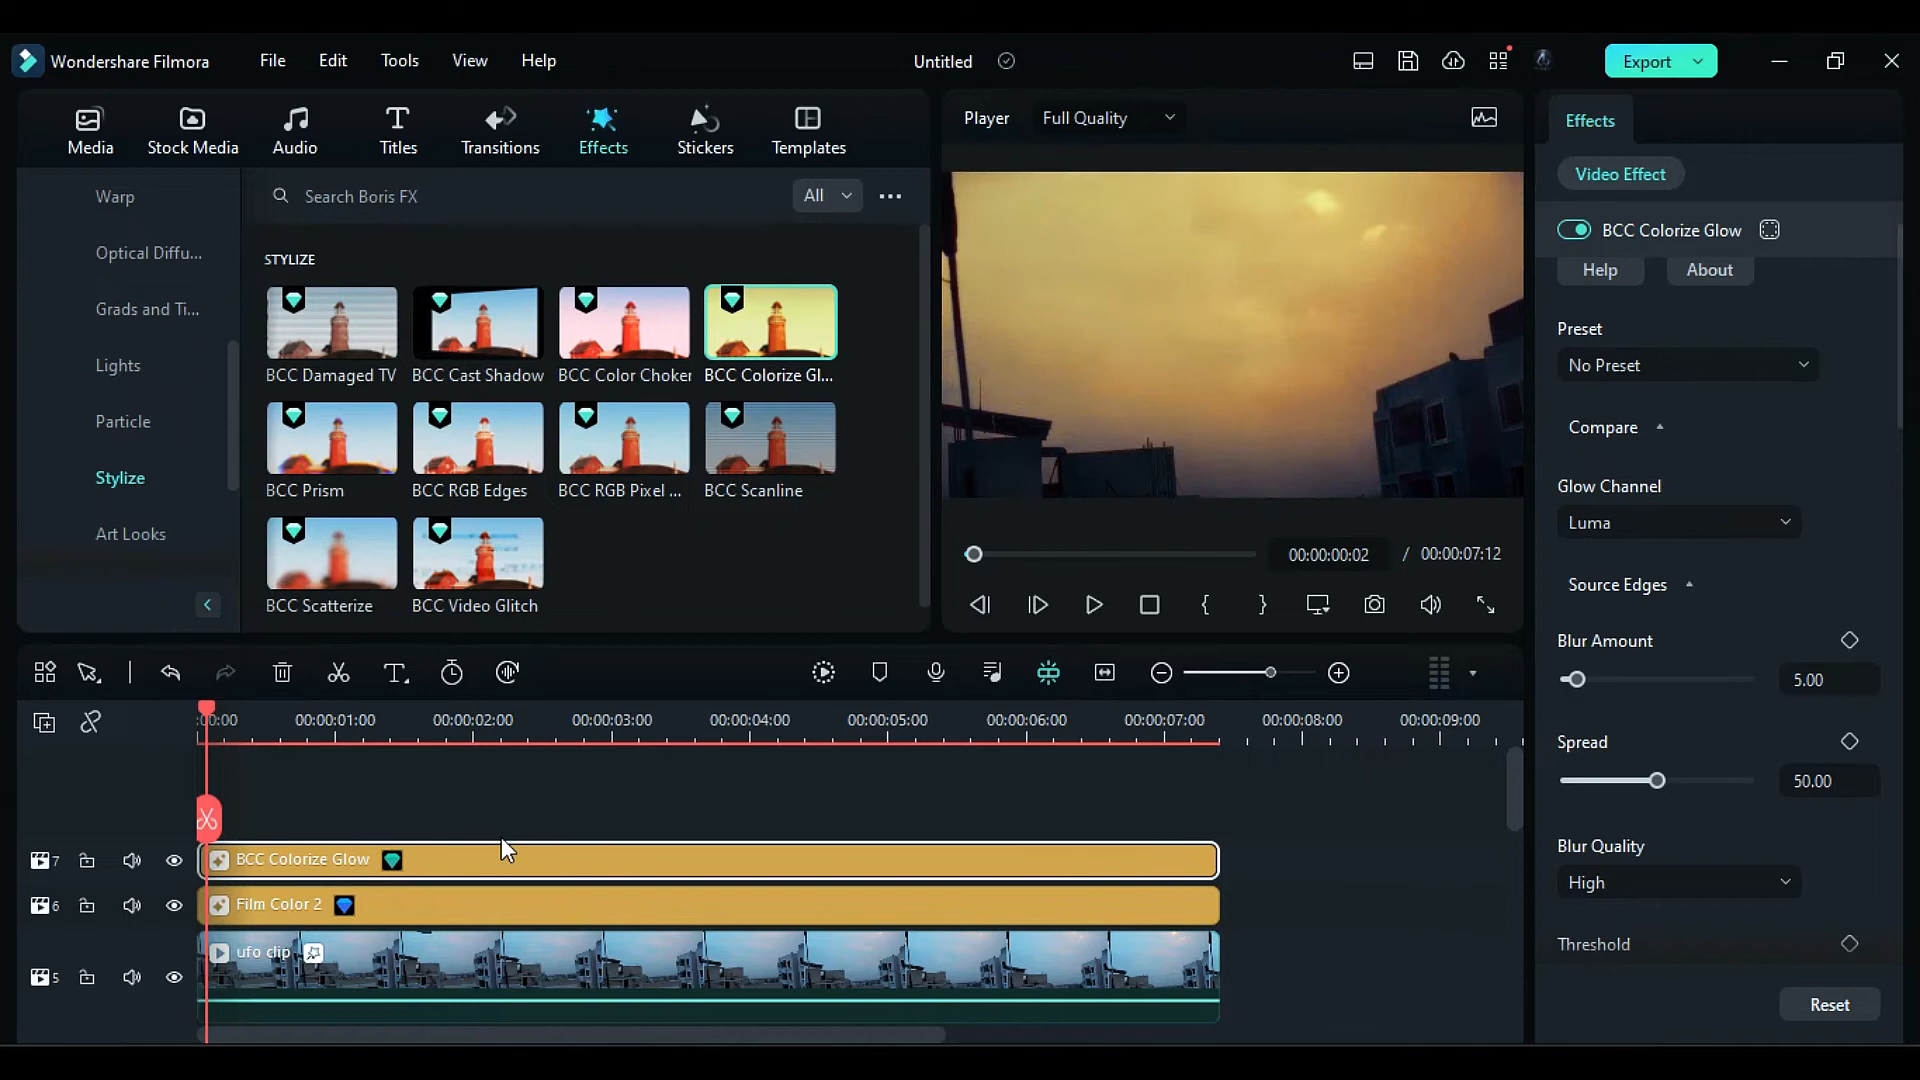 Wondershare Filmora File Edit Tools View Help Untitled Export
Media Stock Media Audio Titles Transitions Effects Stickers Templates
Warp
Optical Diffu...
Grads and Ti...
Lights
Particle
Stylize
Art Looks
Search Boris FX All
STYLIZE
BCC Damaged TV BCC Cast Shadow BCC Color Choker BCC Colorize Gl...
BCC Prism BCC RGB Edges BCC RGB Pixel ... BCC Scanline
BCC Scatterize BCC Video Glitch
Player Full Quality
00:00:00:02 / 00:00:07:12
Effects
Video Effect
BCC Colorize Glow
Help About
Preset
No Preset
Compare
Glow Channel
Luma
Source Edges
Blur Amount
5.00
Spread
50.00
Blur Quality
High
Threshold
Reset
:00:00 00:00:01:00 00:00:02:00 00:00:03:00 00:00:04:00 00:00:05:00 00:00:06:00 00:00:07:00 00:00:08:00 00:00:09:00
7 BCC Colorize Glow
6 Film Color 2
ufo clip
5